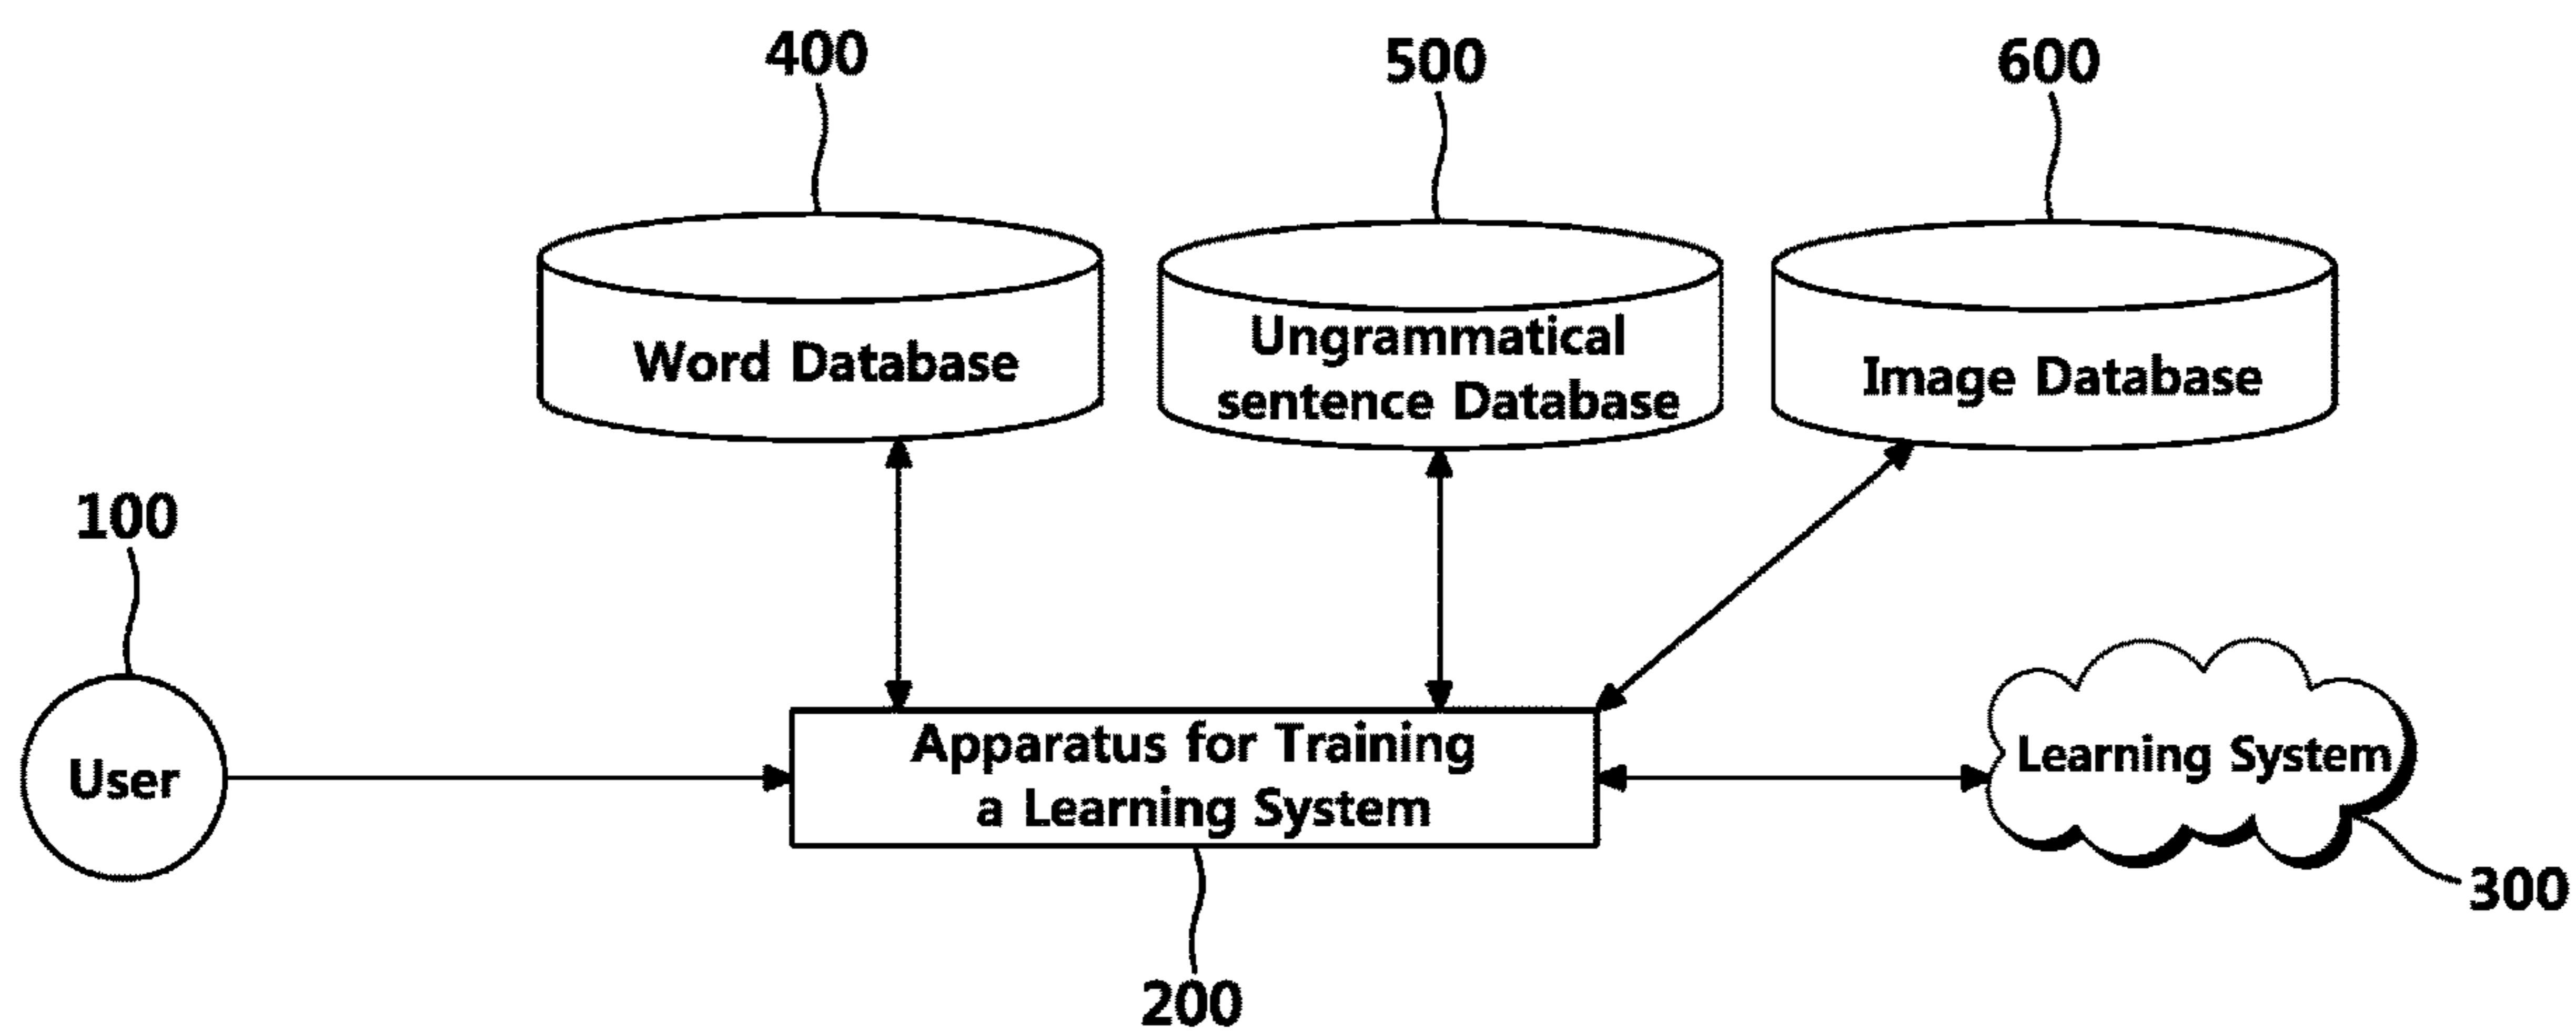 400
500
600
Word Database
Ungrammatical
sentence Database
Image Database
100
User
Apparatus for Training
a Learning System
Learning System
300
200